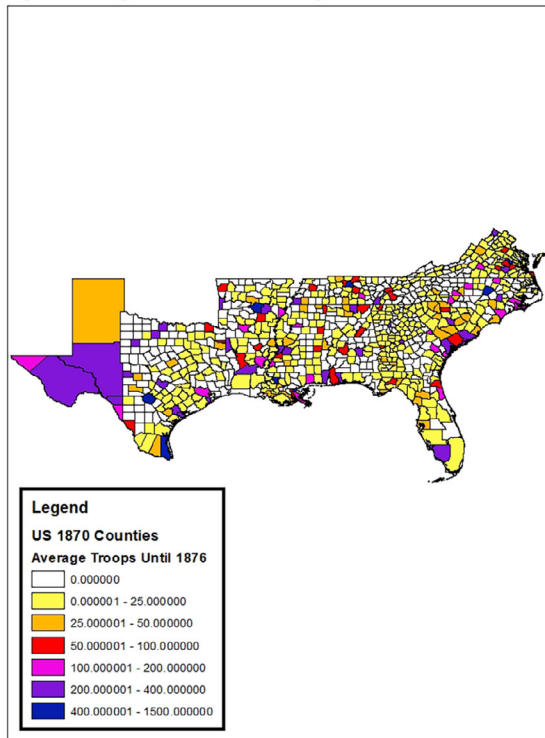 Legend
US 1870 Counties
Average Troops Until 1876
0.000000
0.000001 - 25.000000
25.000001 - 50.000000
50.000001 - 100.000000
100.000001 - 200.000000
200.000001 - 400.000000
400.000001 - 1500.000000